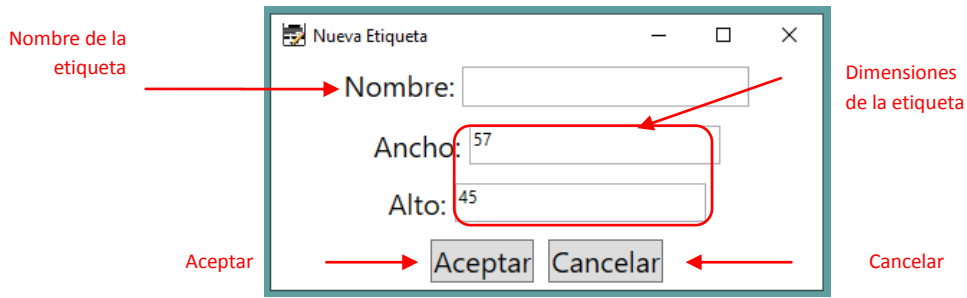 Nombre de la
etiqueta
Nueva Etiqueta
Nombre:
Dimensiones
de la etiqueta
Ancho: 57
Alto: 45
Aceptar
Aceptar Cancelar
Cancelar